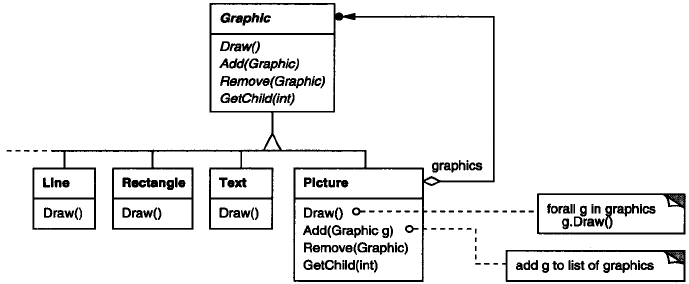 Graphic
Draw()
Add(Graphic)
Remove(Graphic)
GetChild(int)
graphics
Line
Draw()
Rectangle
Draw()
Text
Draw()
Picture
Draw()
Add(Graphic g)
Remove(Graphic)
GetChild(int)
forall g in graphics
g.Draw()
add g to list of graphics